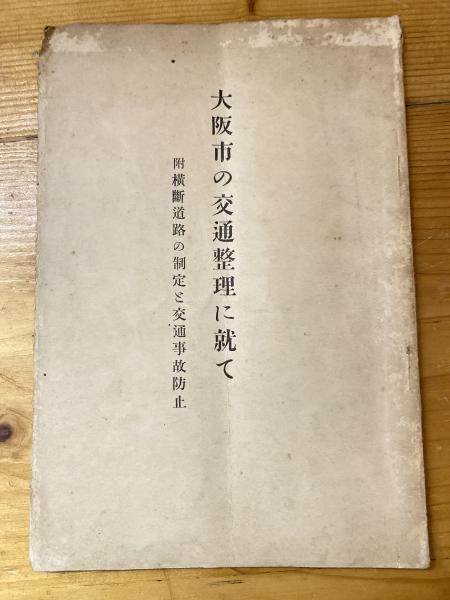 大阪市の交通整理に就て
附橫斷道路の制定と交通事故防止